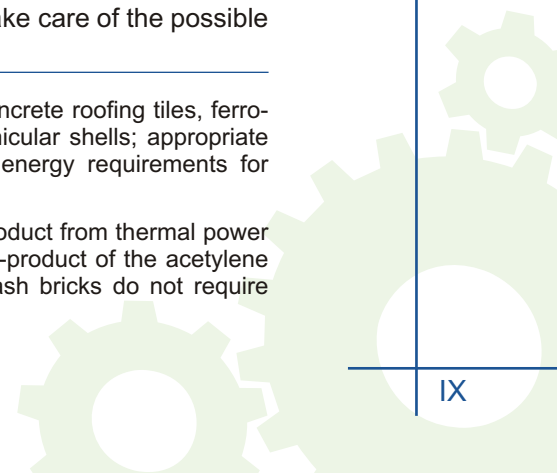 ake care of the possible
ncrete roofing tiles, ferro-
nicular shells; appropriate
energy requirements for
oduct from thermal power
-product of the acetylene
ash bricks do not require
IX